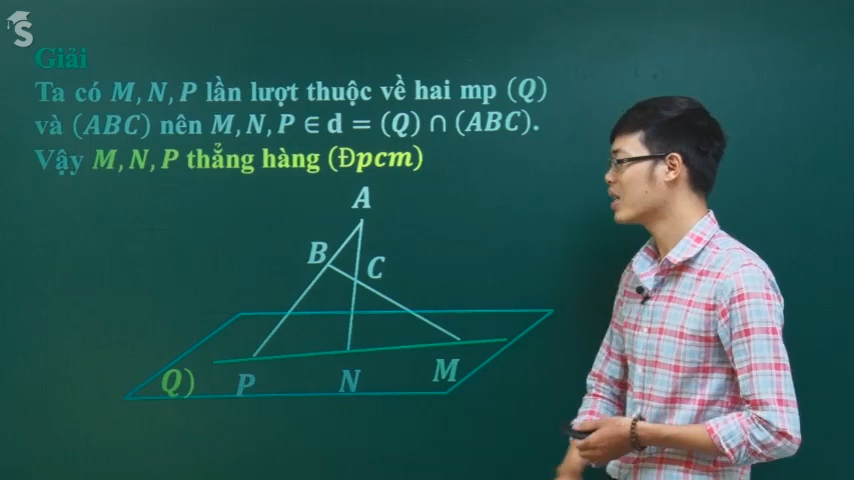 S
Giải
Ta có M, N, P lần lượt thuộc về hai mp (Q)
và (ABC) nên M, N, P ∈ d = (Q) ∩ (ABC).
Vậy M, N, P thẳng hàng (Đpcm)
A
B
C
Q)
P
N
M